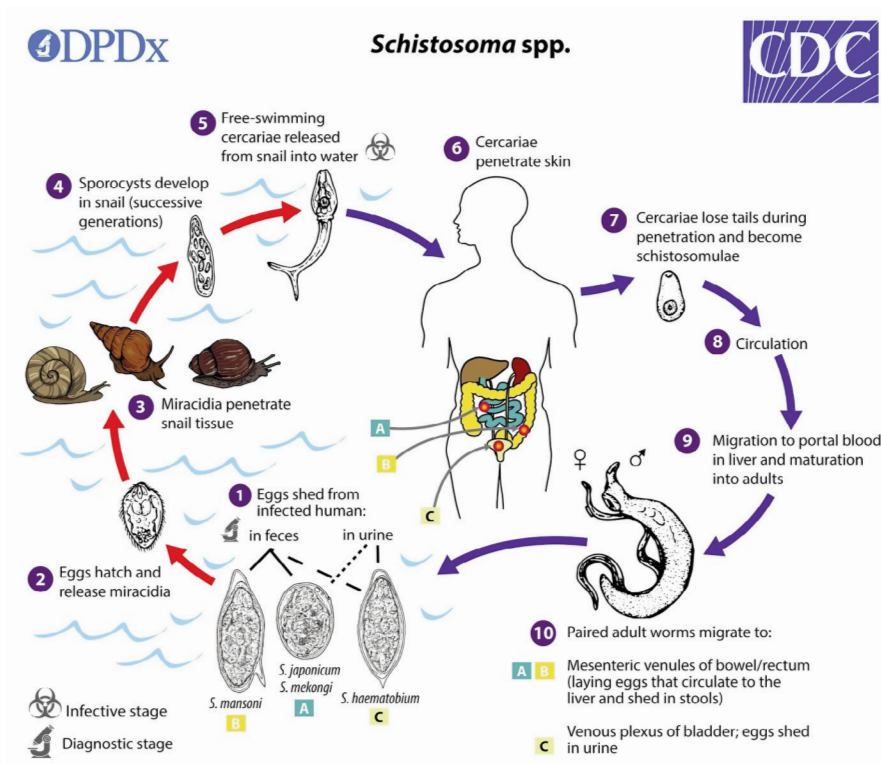 DPDx
Schistosoma spp.
CDC
5 Free-swimming
cercariae released
from snail into water
6 Cercariae
penetrate skin
4 Sporocysts develop
in snail (successive
generations)
7 Cercariae lose tails during
penetration and become
schistosomulae
8 Circulation
3 Miracidia penetrate
snail tissue
A
B
C
9 Migration to portal blood
in liver and maturation
into adults
♀ ♂
1 Eggs shed from
infected human:
in feces in urine
2 Eggs hatch and
release miracidia
S. mansoni
B
S. japonicum
S. mekongi
A
S. haematobium
C
10 Paired adult worms migrate to:
A B Mesenteric venules of bowel/rectum
(laying eggs that circulate to the
liver and shed in stools)
C Venous plexus of bladder; eggs shed
in urine
Infective stage
Diagnostic stage